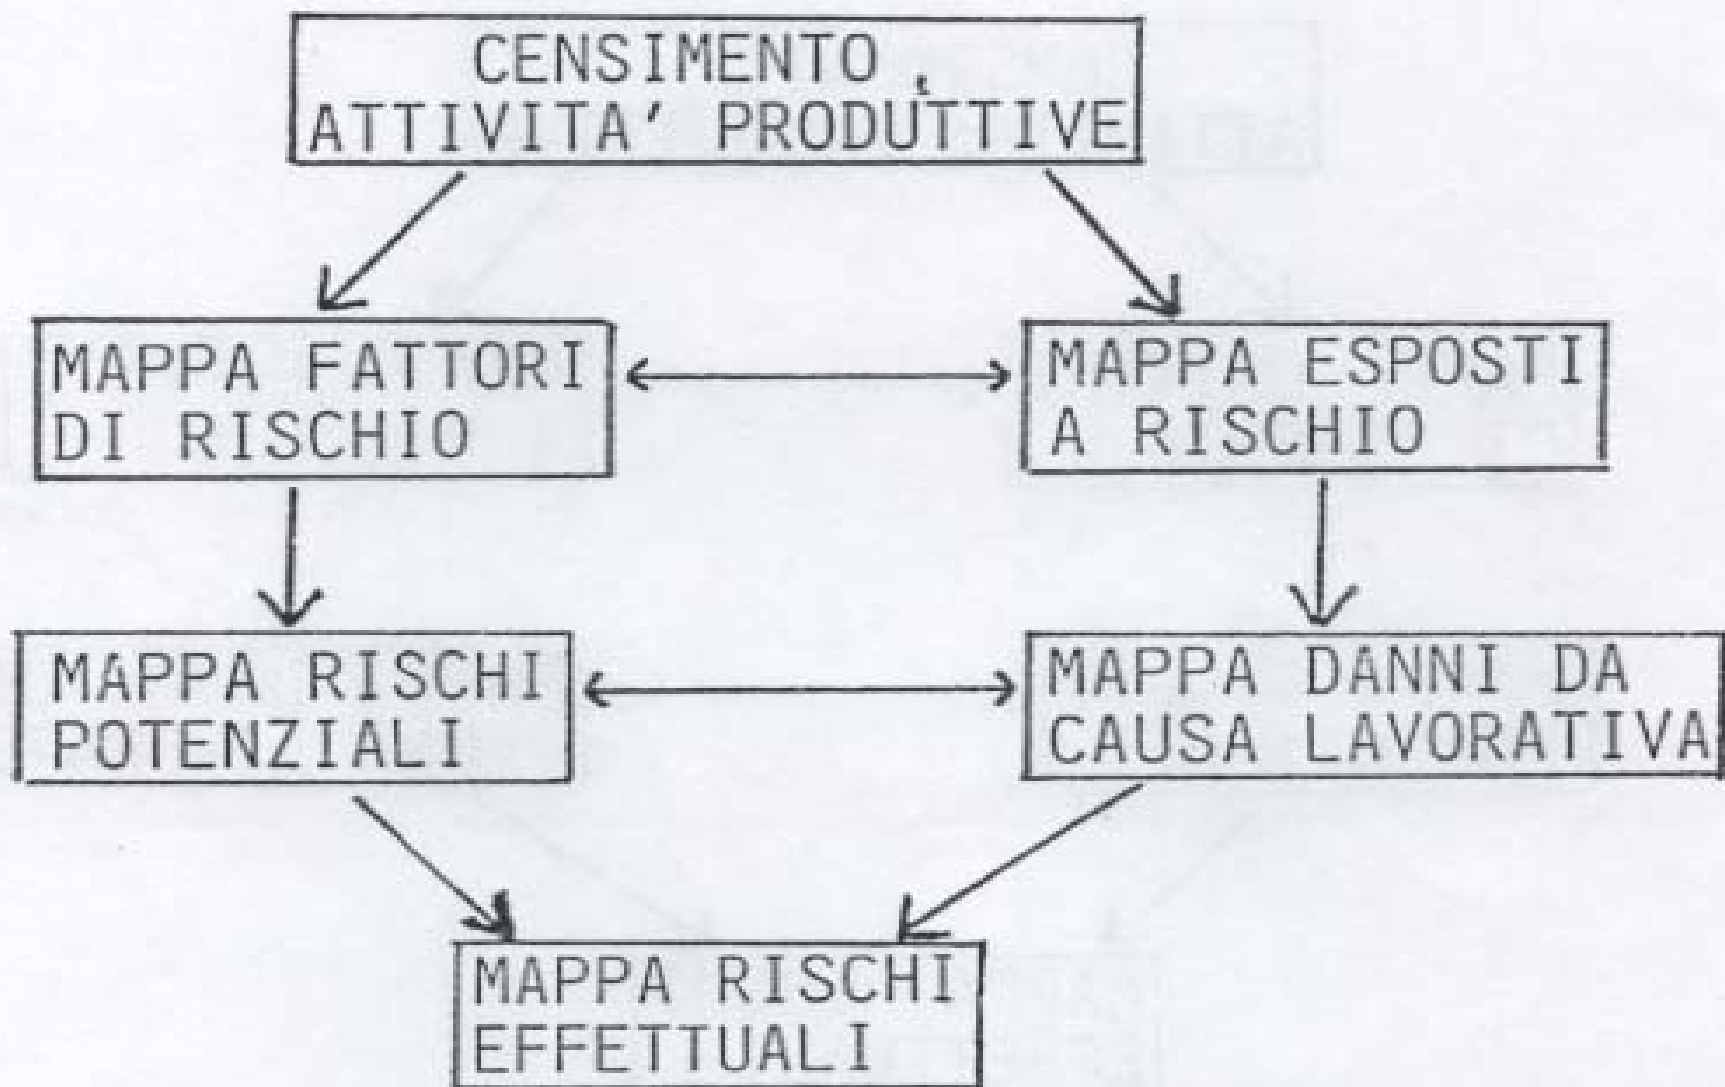 CENSIMENTO
ATTIVITA' PRODUTTIVE
MAPPA FATTORI
DI RISCHIO
MAPPA ESPOSTI
A RISCHIO
MAPPA RISCHI
POTENZIALI
MAPPA DANNI DA
CAUSA LAVORATIVA
MAPPA RISCHI
EFFETTUALI